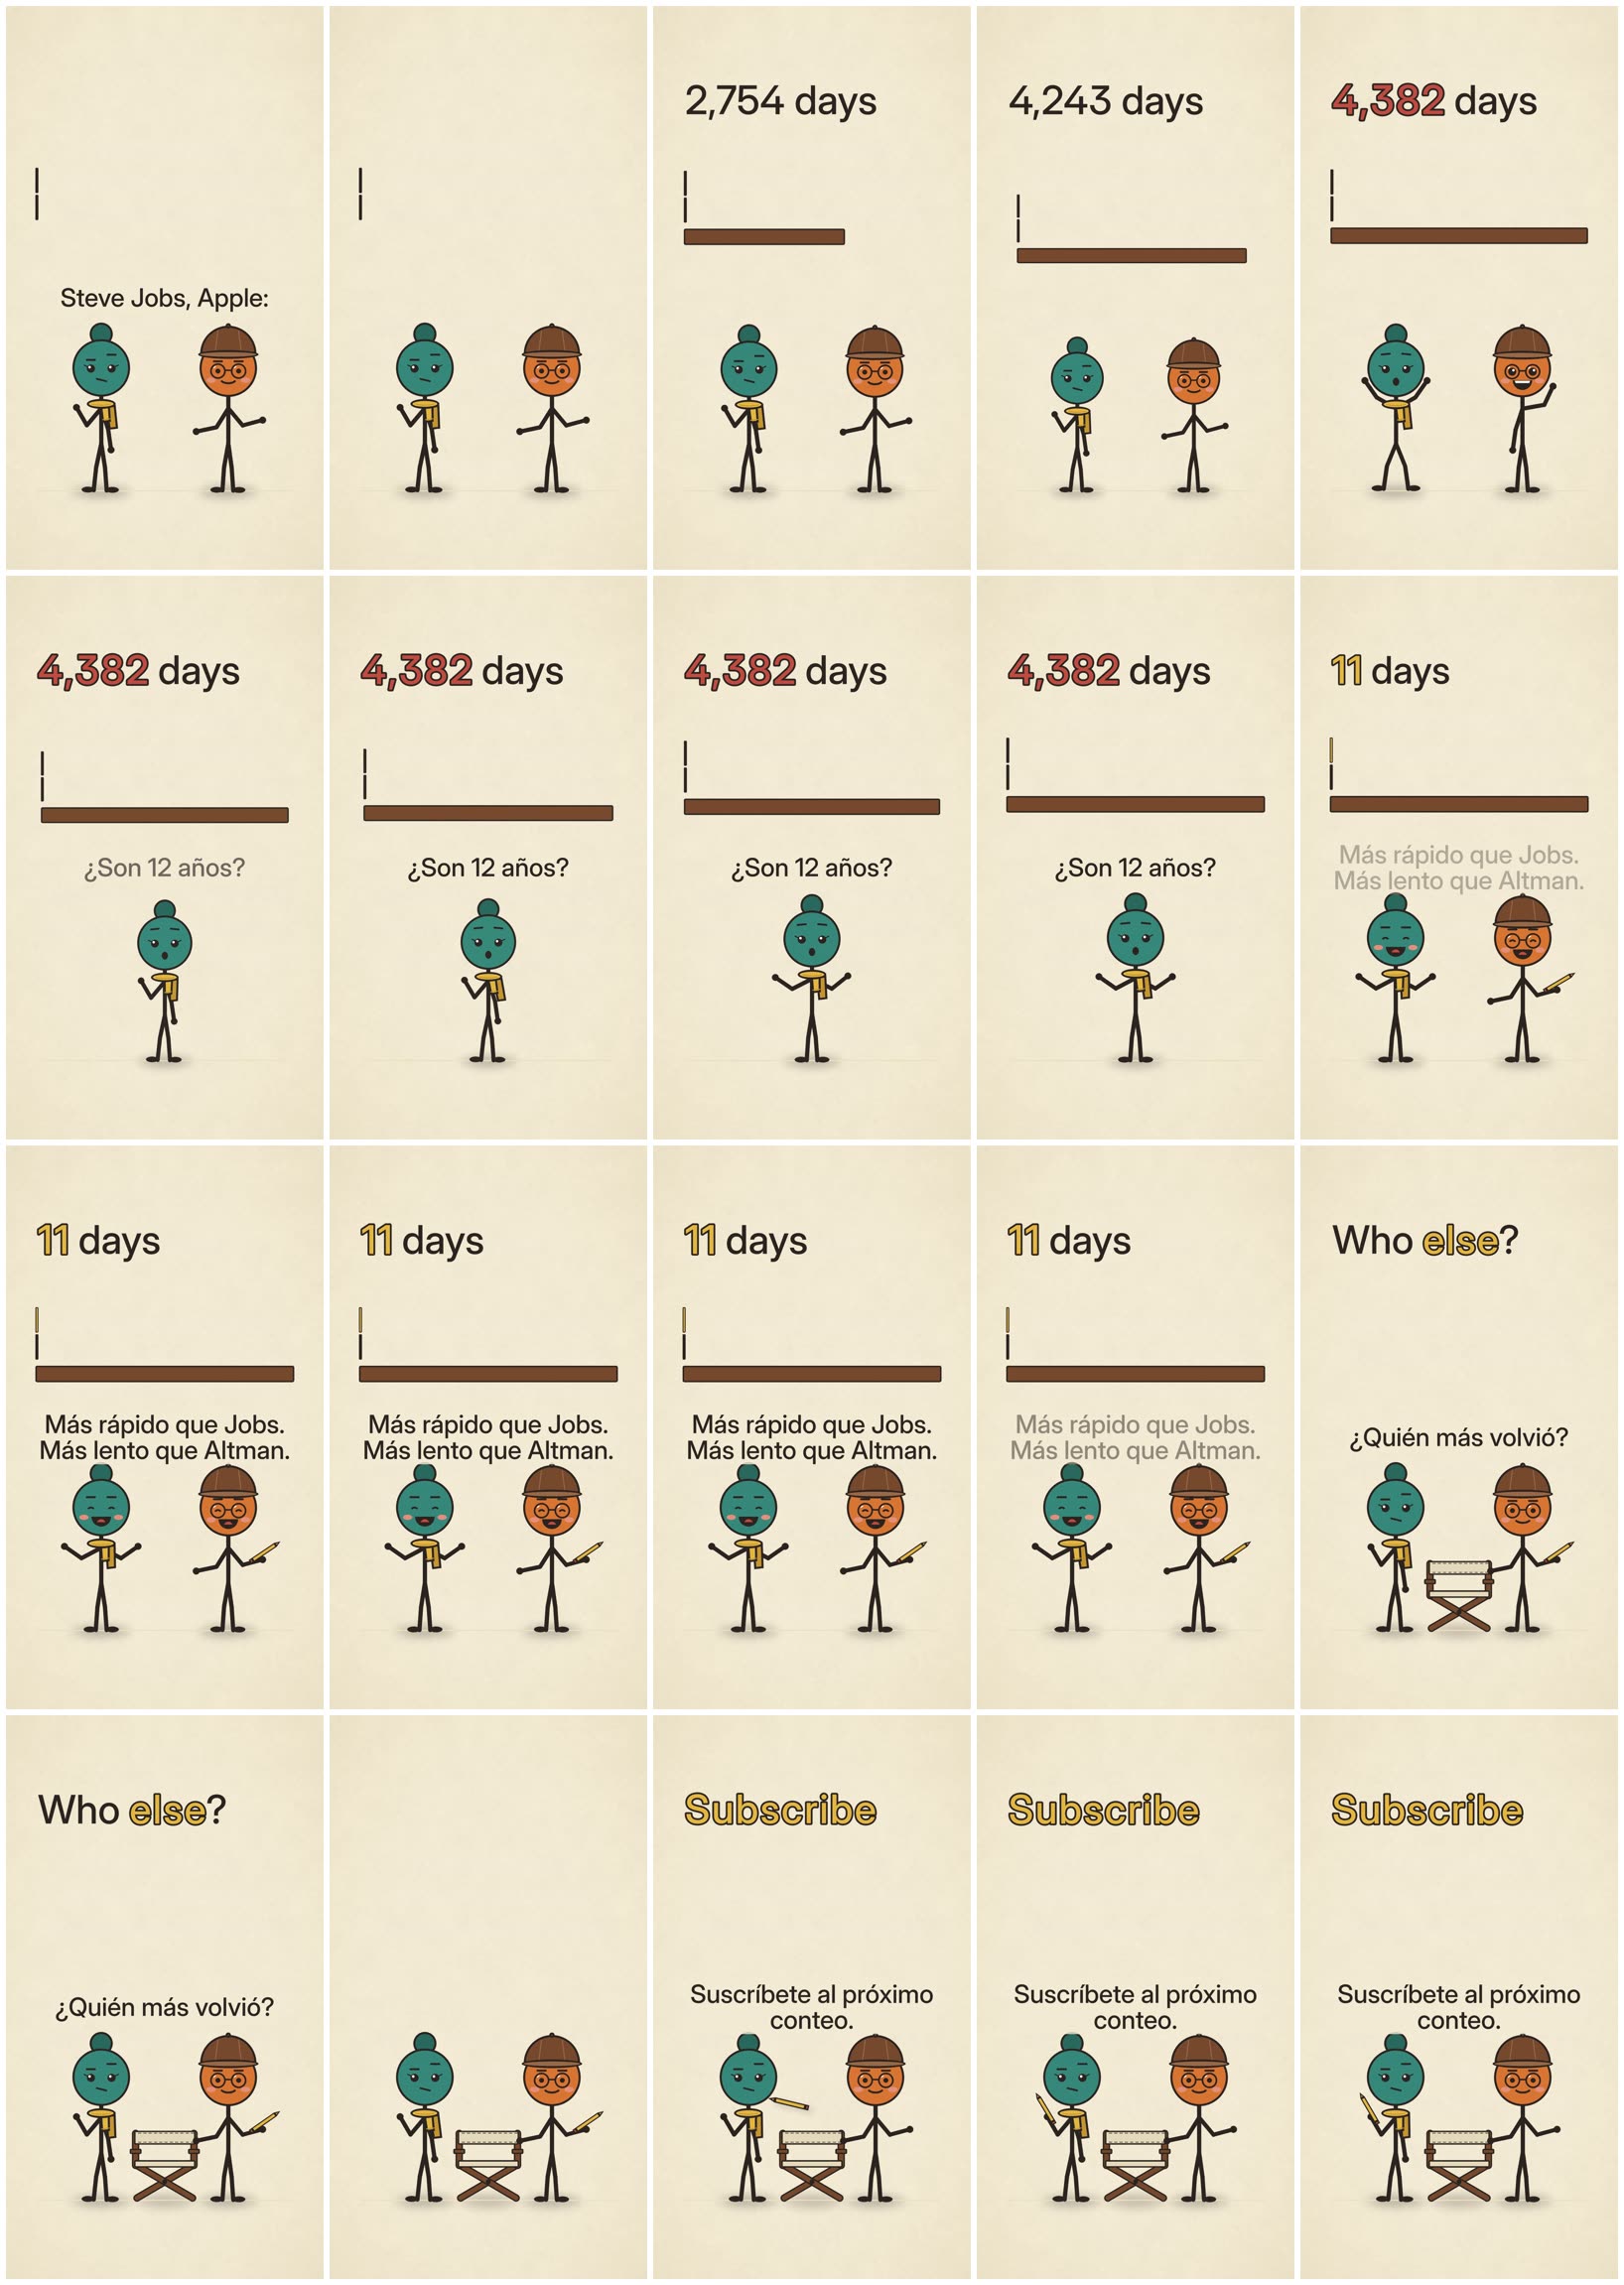 Steve Jobs, Apple:
2,754 days
4,243 days
4,382 days
4,382 days
¿Son 12 años?
4,382 days
¿Son 12 años?
4,382 days
¿Son 12 años?
4,382 days
¿Son 12 años?
11 days
Más rápido que Jobs.
Más lento que Altman.
11 days
Más rápido que Jobs.
Más lento que Altman.
11 days
Más rápido que Jobs.
Más lento que Altman.
11 days
Más rápido que Jobs.
Más lento que Altman.
11 days
Más rápido que Jobs.
Más lento que Altman.
Who else?
¿Quién más volvió?
Who else?
¿Quién más volvió?
Subscribe
Suscríbete al próximo
conteo.
Subscribe
Suscríbete al próximo
conteo.
Subscribe
Suscríbete al próximo
conteo.